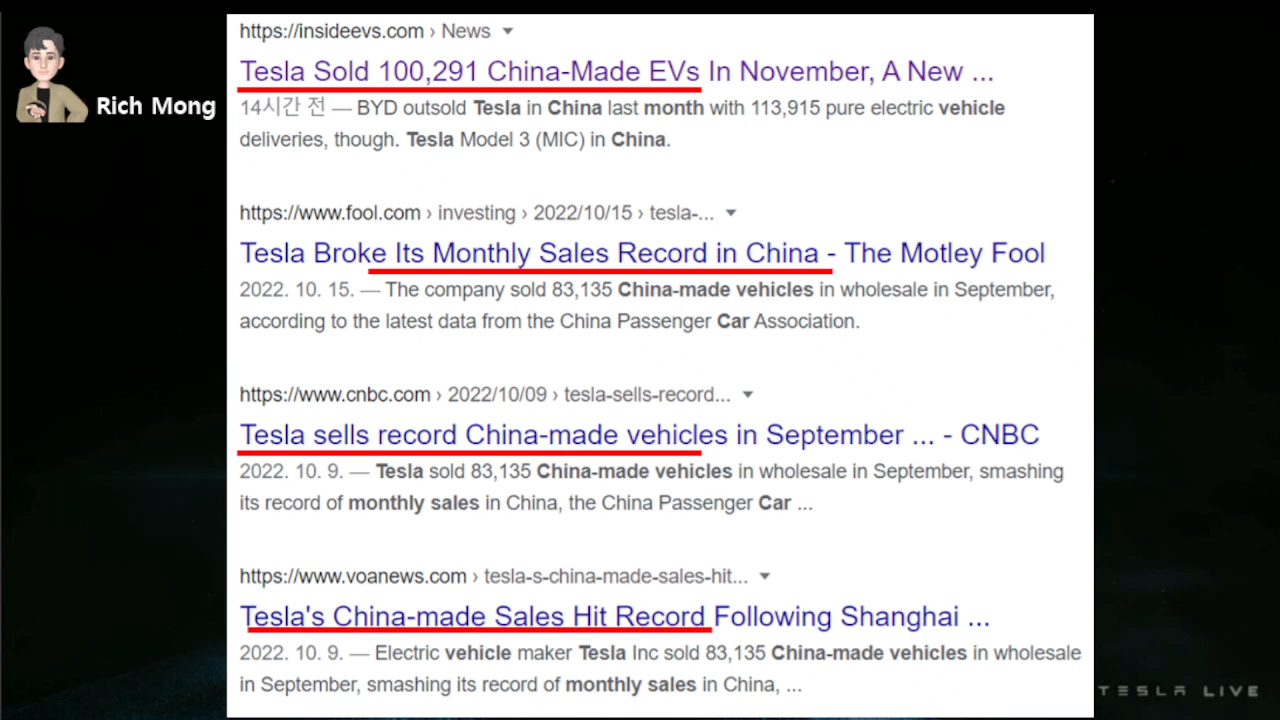 https://insideevs.com › News
Tesla Sold 100,291 China-Made EVs In November, A New ...
Rich Mong
14시간 전 — BYD outsold Tesla in China last month with 113,915 pure electric vehicle
deliveries, though. Tesla Model 3 (MIC) in China.
https://www.fool.com › investing › 2022/10/15 › tesla-...
Tesla Broke Its Monthly Sales Record in China - The Motley Fool
2022. 10. 15. — The company sold 83,135 China-made vehicles in wholesale in September,
according to the latest data from the China Passenger Car Association.
https://www.cnbc.com › 2022/10/09 › tesla-sells-record...
Tesla sells record China-made vehicles in September ... - CNBC
2022. 10. 9. — Tesla sold 83,135 China-made vehicles in wholesale in September, smashing
its record of monthly sales in China, the China Passenger Car ...
https://www.voanews.com › tesla-s-china-made-sales-hit...
Tesla's China-made Sales Hit Record Following Shanghai ...
2022. 10. 9. — Electric vehicle maker Tesla Inc sold 83,135 China-made vehicles in wholesale
in September, smashing its record of monthly sales in China, ...
TESLA LIVE